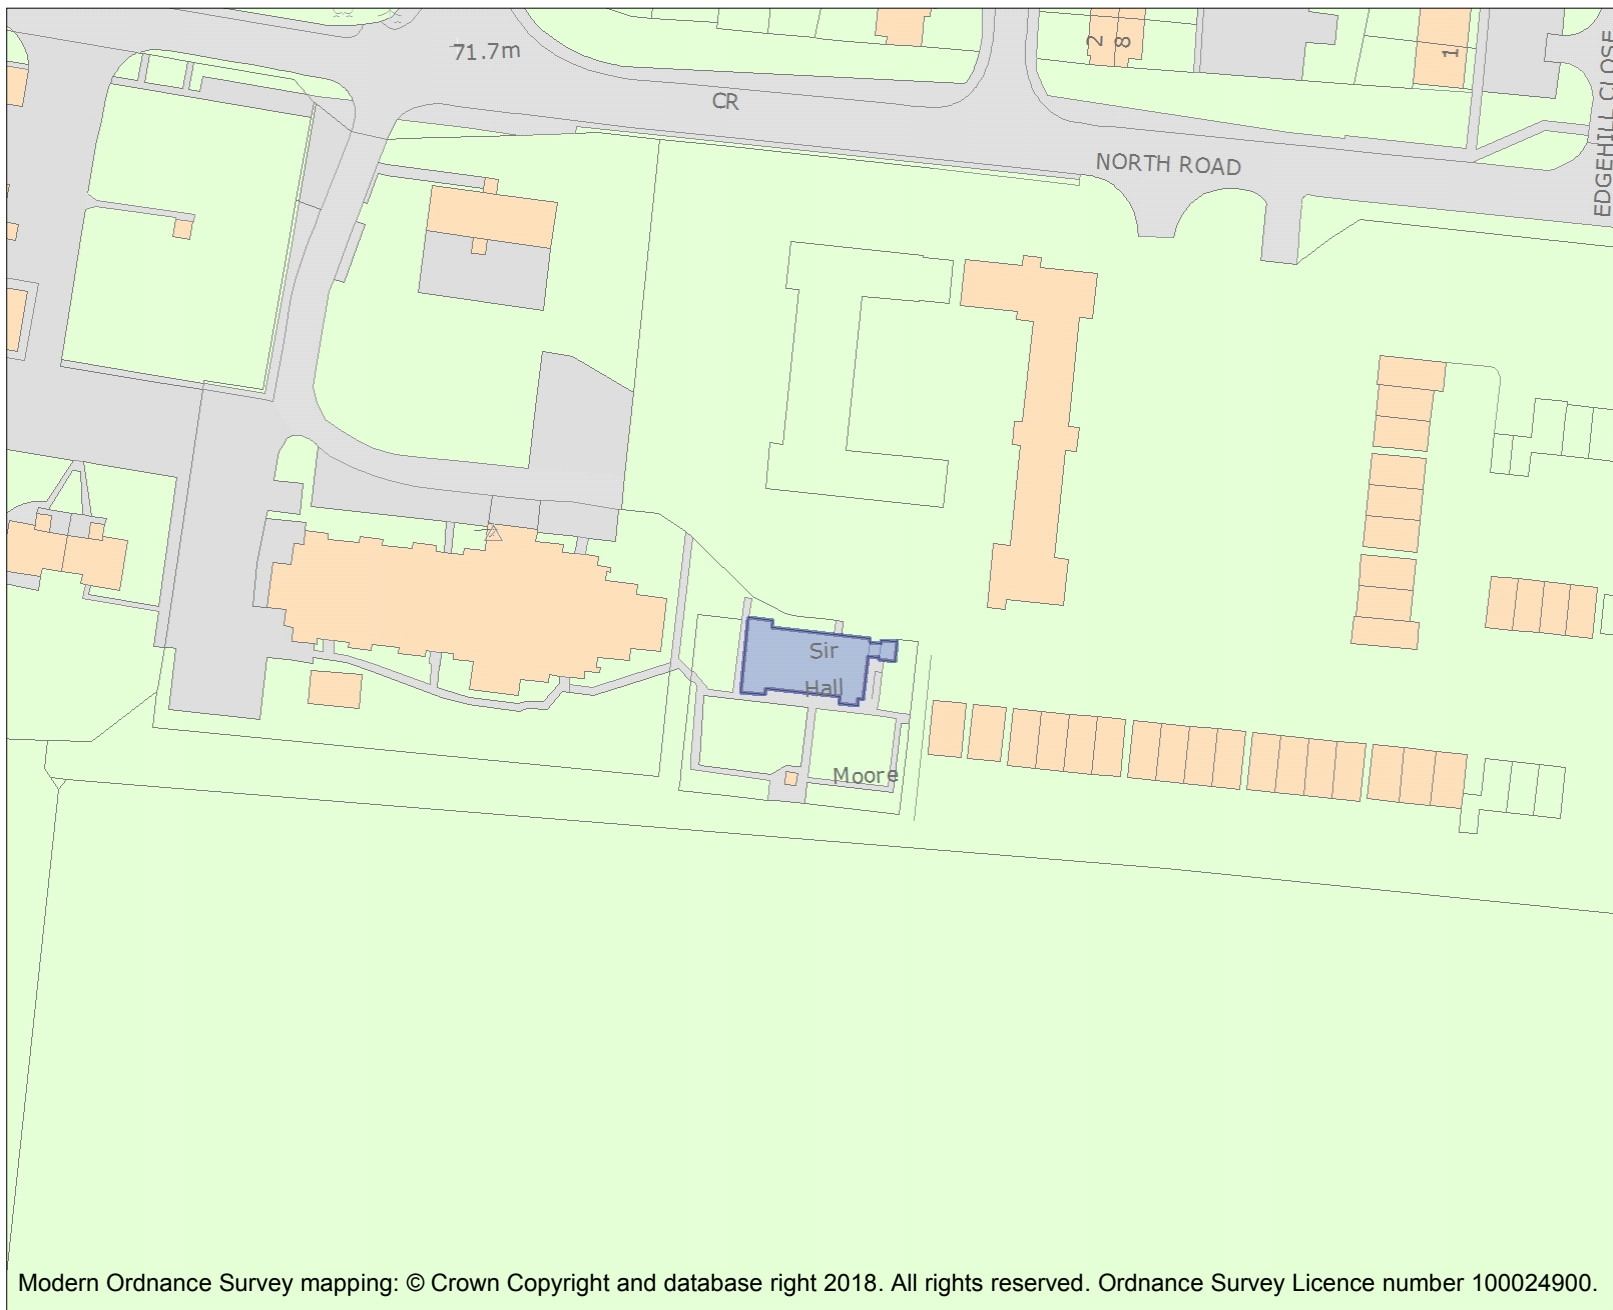 71.7m
CR
2
8
1
NORTH ROAD
EDGEHILL CLOSE
Sir
Hall
Moore
Modern Ordnance Survey mapping: © Crown Copyright and database right 2018. All rights reserved. Ordnance Survey Licence number 100024900.